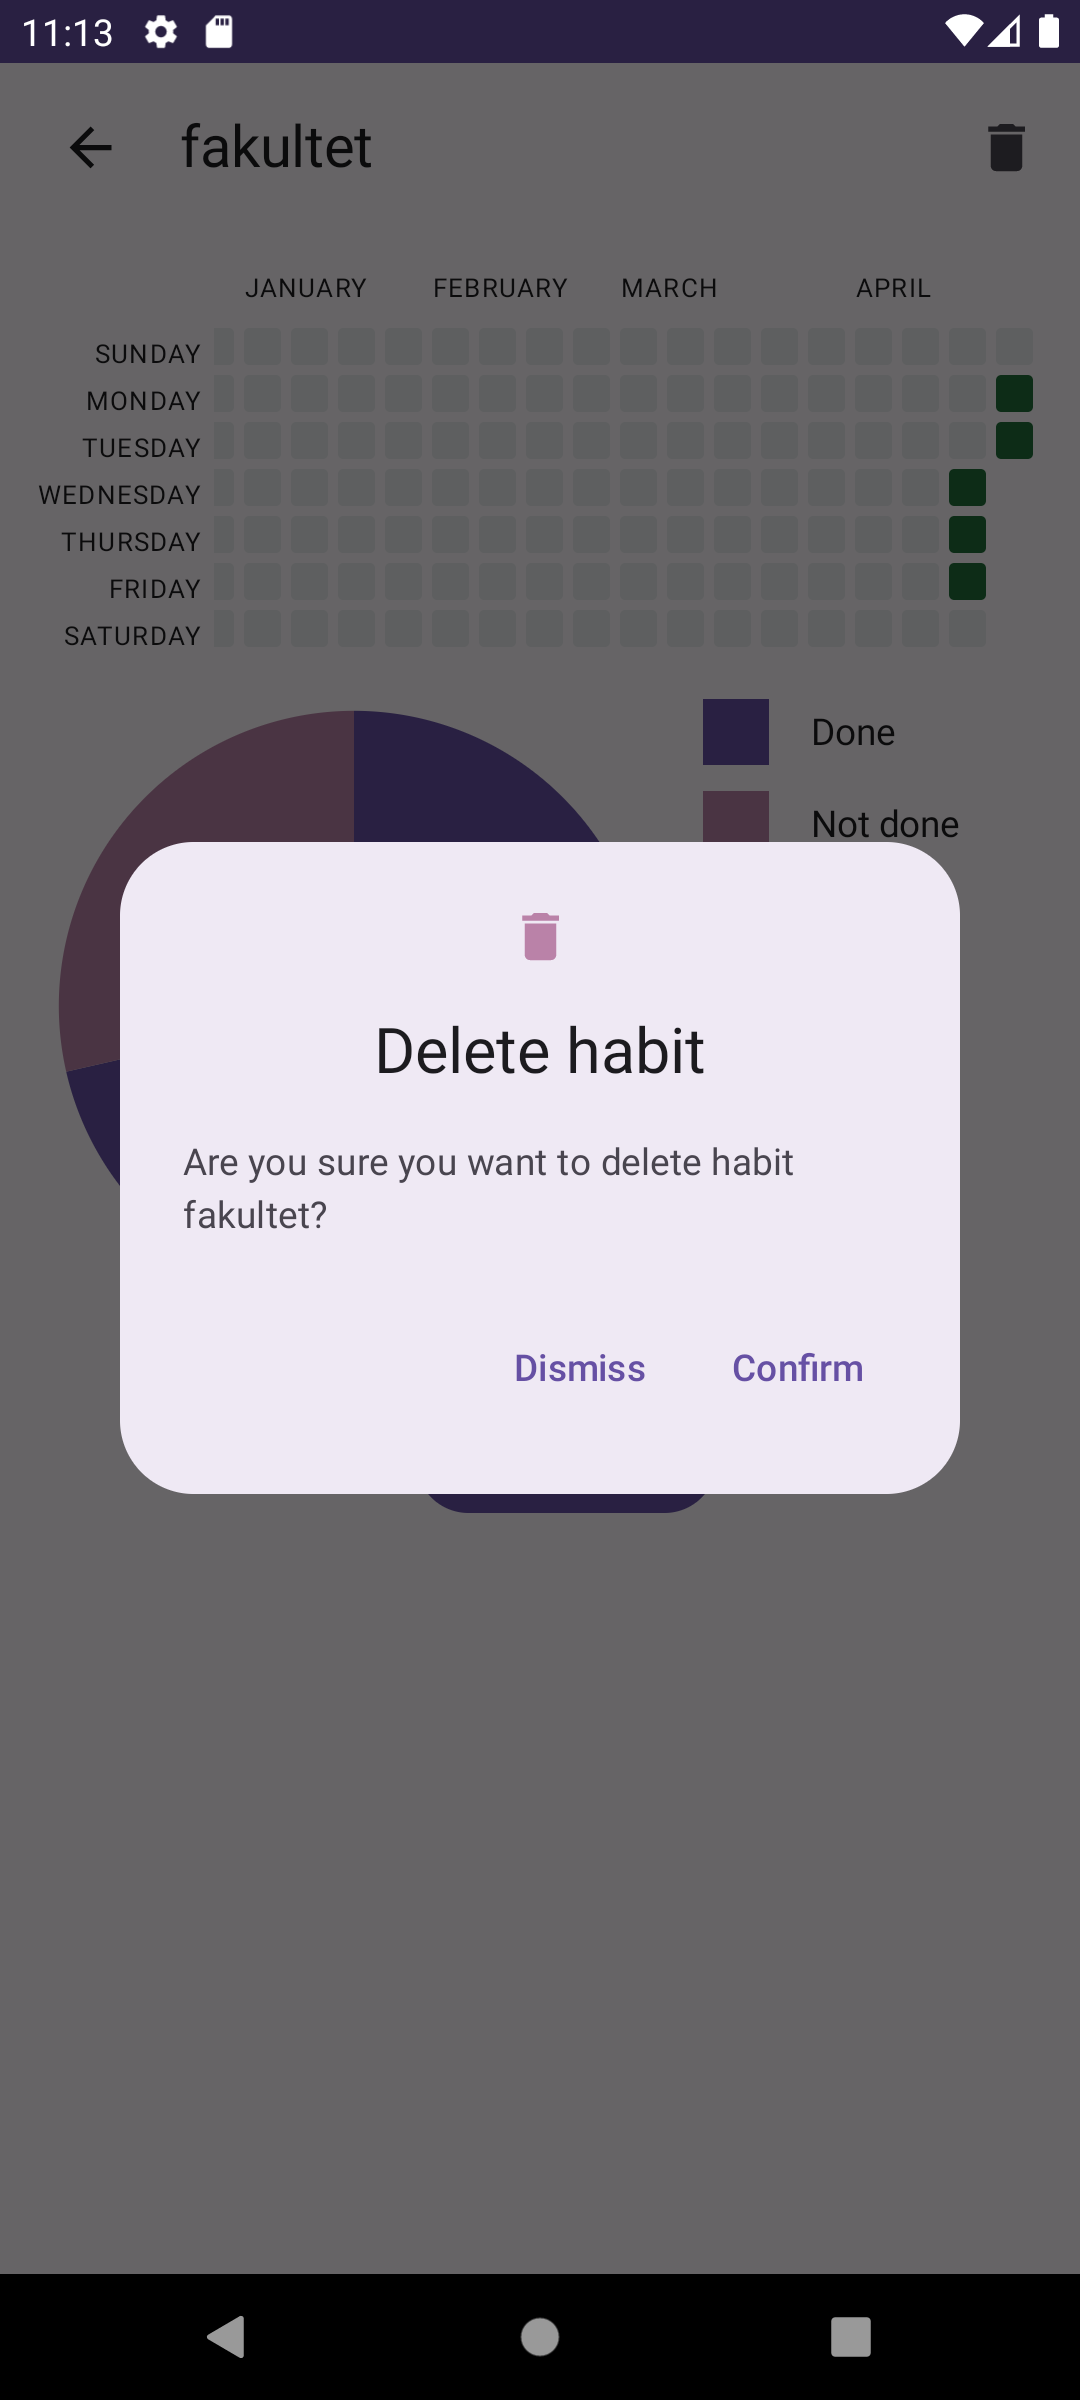 11:13
fakultet
JANUARY FEBRUARY MARCH APRIL
SUNDAY
MONDAY
TUESDAY
WEDNESDAY
THURSDAY
FRIDAY
SATURDAY
Done
Not done
Delete habit
Are you sure you want to delete habit
fakultet?
Dismiss Confirm